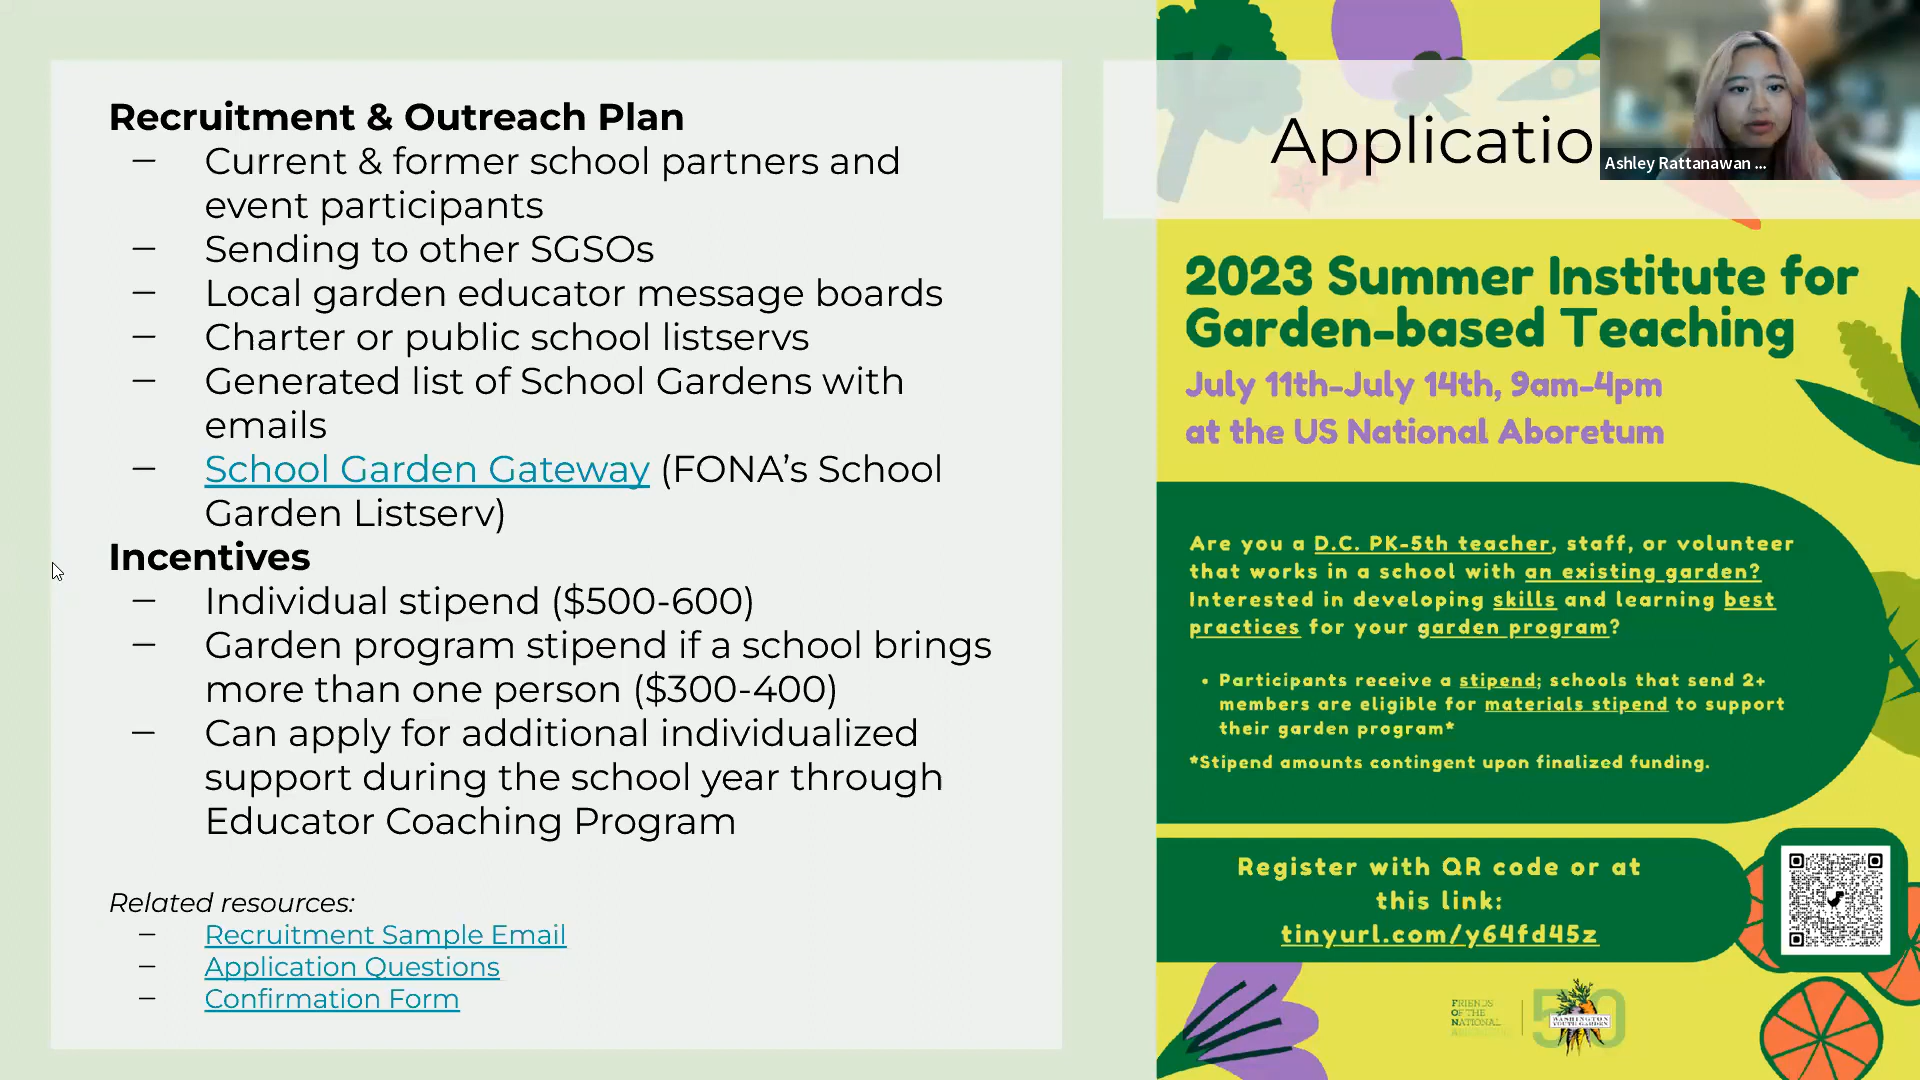 Recruitment & Outreach Plan
— Current & former school partners and
event participants
— Sending to other SGSOs
— Local garden educator message boards
— Charter or public school listservs
— Generated list of School Gardens with
emails
— School Garden Gateway (FONA’s School
Garden Listserv)
Incentives
— Individual stipend ($500-600)
— Garden program stipend if a school brings
more than one person ($300-400)
— Can apply for additional individualized
support during the school year through
Educator Coaching Program
Related resources:
— Recruitment Sample Email
— Application Questions
— Confirmation Form
Applicatio
Ashley Rattanawan ...
2023 Summer Institute for
Garden-based Teaching
July 11th-July 14th, 9am-4pm
at the US National Aboretum
Are you a D.C. PK-5th teacher, staff, or volunteer
that works in a school with an existing garden?
Interested in developing skills and learning best
practices for your garden program?
• Participants receive a stipend; schools that send 2+
members are eligible for materials stipend to support
their garden program*
*Stipend amounts contingent upon finalized funding.
Register with QR code or at
this link:
tinyurl.com/y64fd45z
FRIENDS
OF THE
NATIONAL
50
WASHINGTON
YOUTH GARDEN